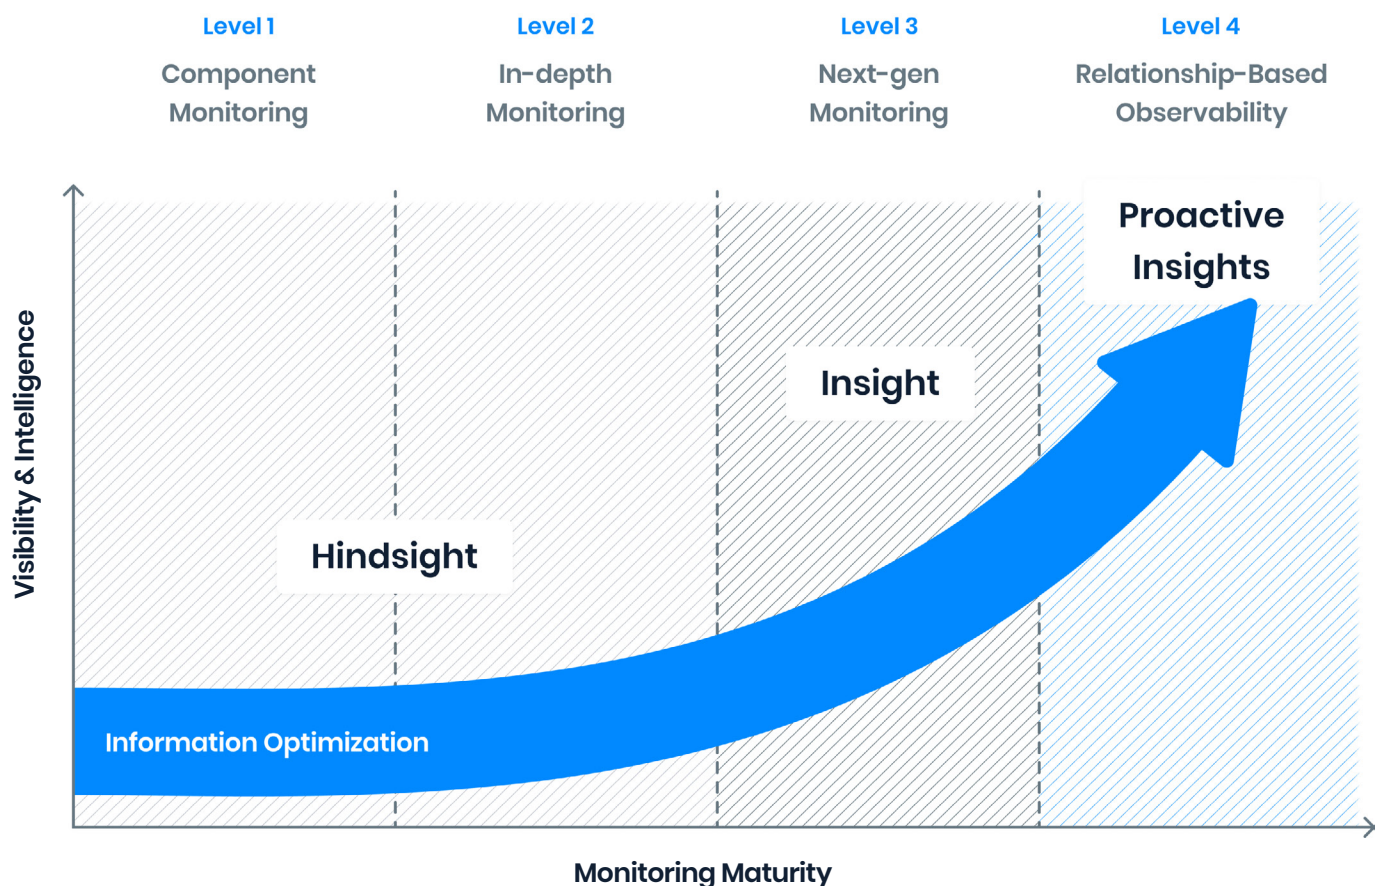 Level 1
Level 2
Level 3
Level 4
Component
Monitoring
In-depth
Monitoring
Next-gen
Monitoring
Relationship-Based
Observability
Proactive
Insights
Insight
Hindsight
Information Optimization
Visibility & Intelligence
Monitoring Maturity